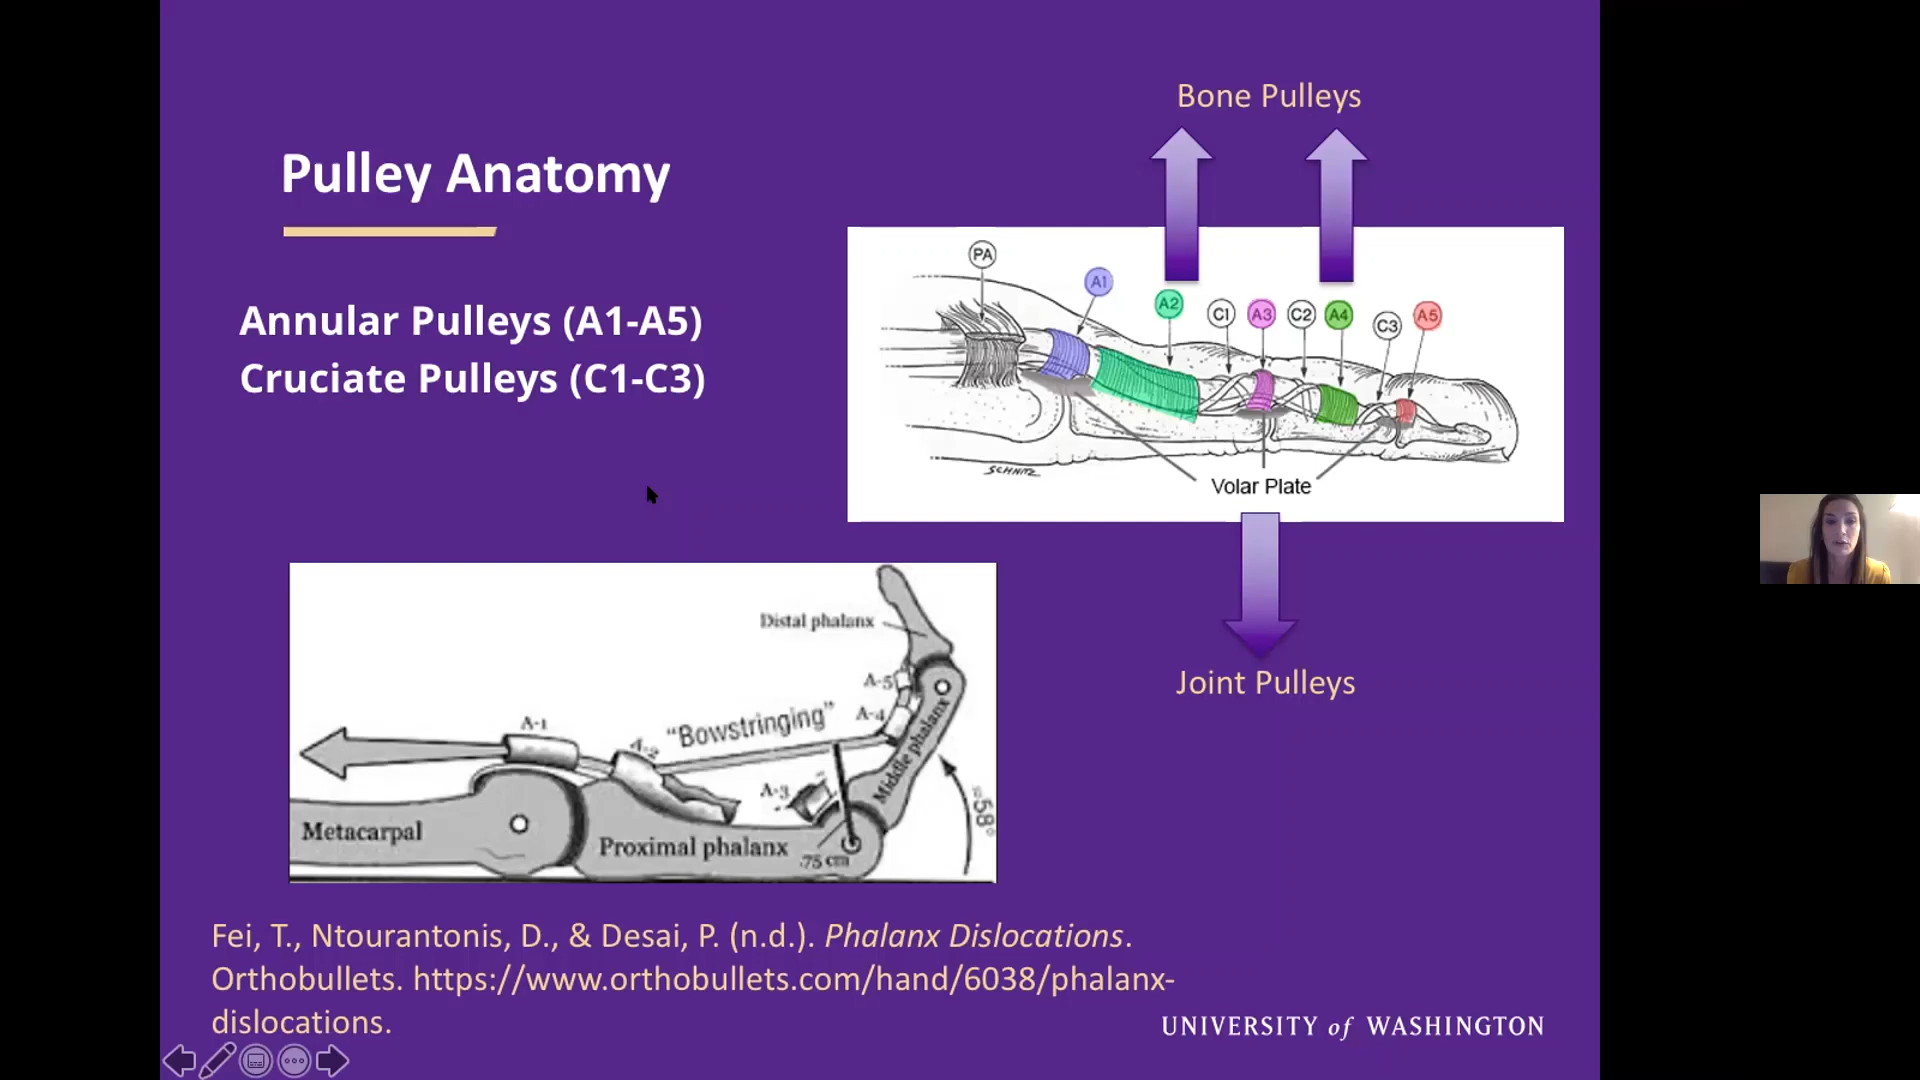 Bone Pulleys
Pulley Anatomy
Annular Pulleys (A1-A5)
Cruciate Pulleys (C1-C3)
PA
A1
A2
C1
A3
C2
A4
C3
A5
SCHNITZ
Volar Plate
Joint Pulleys
Distal phalanx
A-5
A-4
"Bowstringing"
A-1
A-2
A-3
Middle phalanx
≈58°
Metacarpal
Proximal phalanx
.75 cm
Fei, T., Ntourantonis, D., & Desai, P. (n.d.). Phalanx Dislocations.
Orthobullets. https://www.orthobullets.com/hand/6038/phalanx-
dislocations.
UNIVERSITY of WASHINGTON